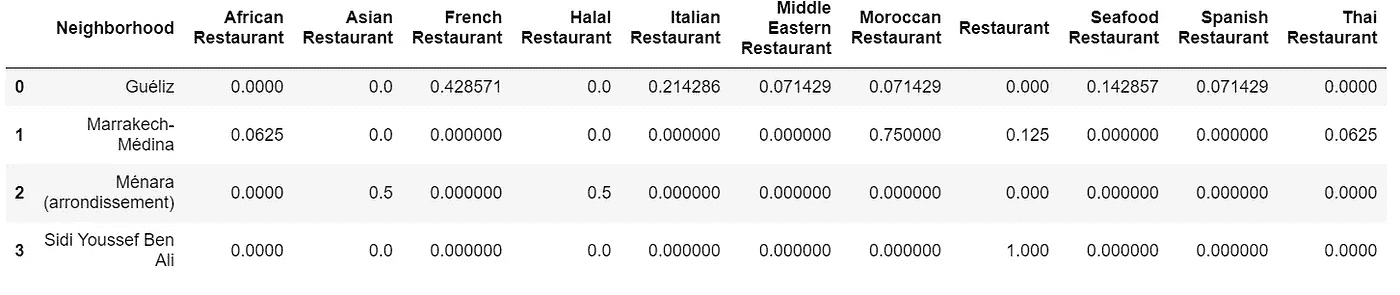 Neighborhood African Restaurant Asian Restaurant French Restaurant Halal Restaurant Italian Restaurant Middle Eastern Restaurant Moroccan Restaurant Restaurant Seafood Restaurant Spanish Restaurant Thai Restaurant
0 Guéliz 0.0000 0.0 0.428571 0.0 0.214286 0.071429 0.071429 0.000 0.142857 0.071429 0.0000
1 Marrakech-Médina 0.0625 0.0 0.000000 0.0 0.000000 0.000000 0.750000 0.125 0.000000 0.000000 0.0625
2 Ménara (arrondissement) 0.0000 0.5 0.000000 0.5 0.000000 0.000000 0.000000 0.000 0.000000 0.000000 0.0000
3 Sidi Youssef Ben Ali 0.0000 0.0 0.000000 0.0 0.000000 0.000000 0.000000 1.000 0.000000 0.000000 0.0000